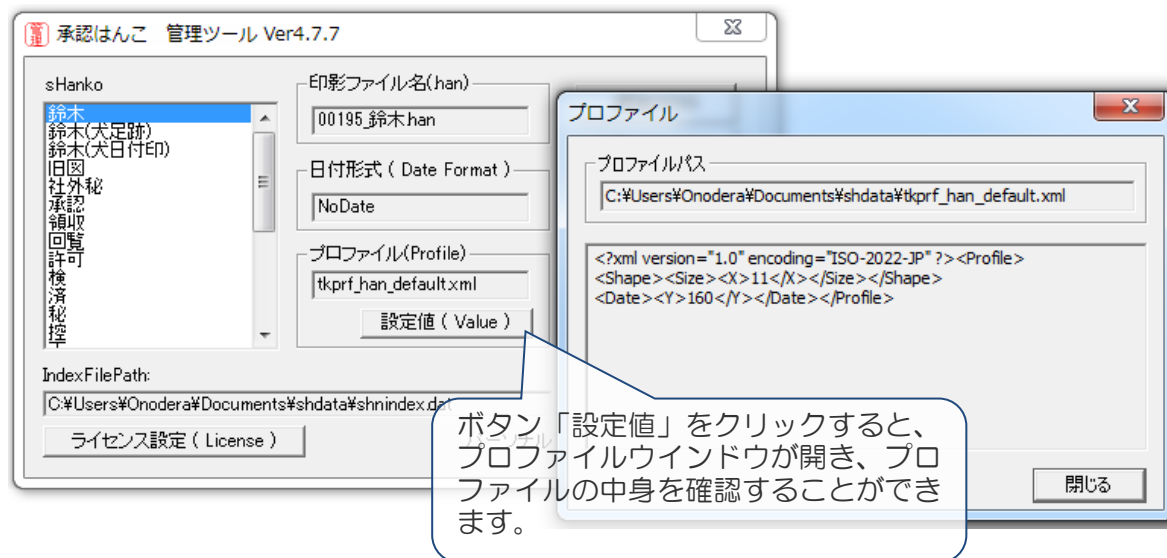 承認はんこ　管理ツール Ver4.7.7
sHanko
鈴木
鈴木(犬足跡)
鈴木(犬日付印)
旧図
社外秘
承認
領収
回覧
許可
検
済
秘
控
印影ファイル名(han)
00195_鈴木.han
日付形式 ( Date Format )
NoDate
プロファイル(Profile)
tkprf_han_default.xml
設定値 ( Value )
IndexFilePath:
C:¥Users¥Onodera¥Documents¥shdata¥shnindex.dat
ライセンス設定 ( License )
プロファイル
プロファイルパス
C:¥Users¥Onodera¥Documents¥shdata¥tkprf_han_default.xml
<?xml version="1.0" encoding="ISO-2022-JP" ?><Profile>
<Shape><Size><X>11</X></Size></Shape>
<Date><Y>160</Y></Date></Profile>
閉じる
ボタン「設定値」をクリックすると、
プロファイルウインドウが開き、プロ
ファイルの中身を確認することができ
ます。